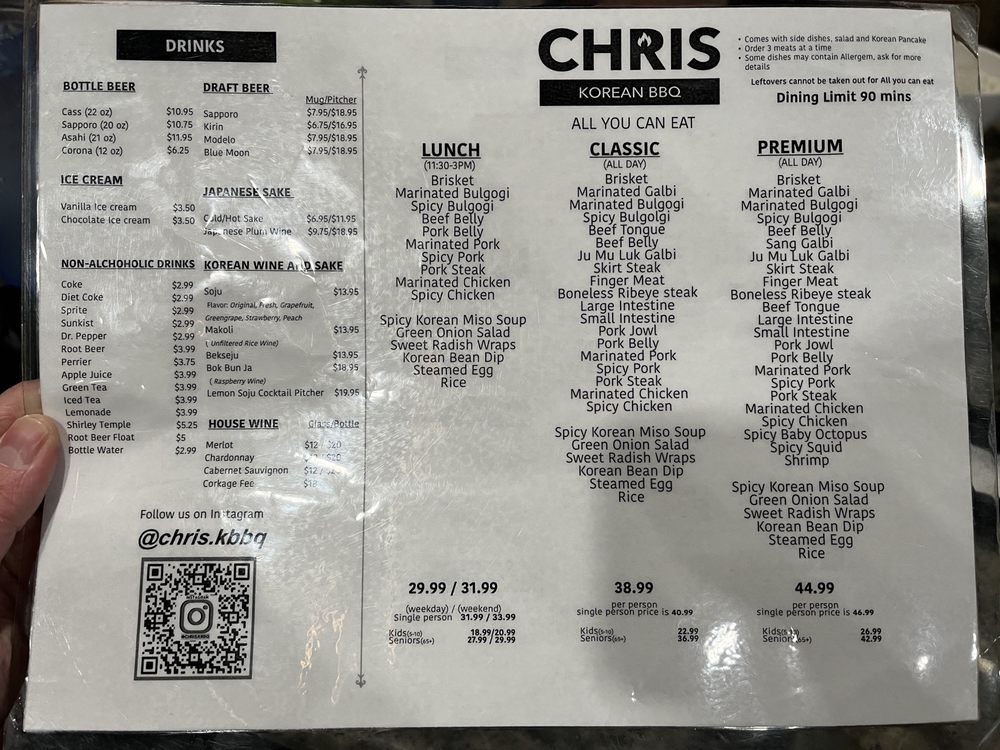 DRINKS
BOTTLE BEER
Cass (22 oz) $10.95
Sapporo (20 oz) $10.75
Asahi (21 oz) $11.95
Corona (12 oz) $6.25
ICE CREAM
Vanilla Ice cream $3.50
Chocolate Ice cream $3.50
NON-ALCHOHOLIC DRINKS
Coke $2.99
Diet Coke $2.99
Sprite $2.99
Sunkist $2.99
Dr. Pepper $2.99
Root Beer $3.99
Perrier $3.75
Apple Juice $3.99
Green Tea $3.99
Iced Tea $3.99
Lemonade $3.99
Shirley Temple $5.25
Root Beer Float $5
Bottle Water $2.99
DRAFT BEER
Mug/Pitcher
Sapporo $7.95/$18.95
Kirin $6.75/$16.95
Modelo $7.95/$18.95
Blue Moon $7.95/$18.95
JAPANESE SAKE
Cold/Hot Sake $6.95/$11.95
Japanese Plum Wine $9.75/$18.95
KOREAN WINE AND SAKE
Soju $13.95
Flavor: Original, Fresh, Grapefruit,
Greengrape, Strawberry, Peach
Makoli $13.95
( Unfiltered Rice Wine)
Bekseju $13.95
Bok Bun Ja $18.95
( Raspberry Wine)
Lemon Soju Cocktail Pitcher $19.95
HOUSE WINE
Glass/Bottle
Merlot $12 / $20
Chardonnay / $20
Cabernet Sauvignon $12 /
Corkage Fee
Follow us on Instagram
@chris.kbbq
INSTAGRAM
@CHRISKBBQ
CHRIS
KOREAN BBQ
• Comes with side dishes, salad and Korean Pancake
• Order 3 meats at a time
• Some dishes may contain Allergem, ask for more
details
Leftovers cannot be taken out for All you can eat
Dining Limit 90 mins
ALL YOU CAN EAT
LUNCH
(11:30-3PM)
Brisket
Marinated Bulgogi
Spicy Bulgogi
Beef Belly
Pork Belly
Marinated Pork
Spicy Pork
Pork Steak
Marinated Chicken
Spicy Chicken
Spicy Korean Miso Soup
Green Onion Salad
Sweet Radish Wraps
Korean Bean Dip
Steamed Egg
Rice
29.99 / 31.99
(weekday) / (weekend)
Single person 31.99 / 33.99
Kids(5-10) 18.99/20.99
Seniors(65+) 27.99 / 29.99
CLASSIC
(ALL DAY)
Brisket
Marinated Galbi
Marinated Bulgogi
Spicy Bulgolgi
Beef Tongue
Beef Belly
Ju Mu Luk Galbi
Skirt Steak
Finger Meat
Boneless Ribeye steak
Large Intestine
Small Intestine
Pork Jowl
Pork Belly
Marinated Pork
Spicy Pork
Pork Steak
Marinated Chicken
Spicy Chicken
Spicy Korean Miso Soup
Green Onion Salad
Sweet Radish Wraps
Korean Bean Dip
Steamed Egg
Rice
38.99
per person
single person price is 40.99
Kids(5-10) 22.99
Seniors(65+) 36.99
PREMIUM
(ALL DAY)
Brisket
Marinated Galbi
Marinated Bulgogi
Spicy Bulgogi
Beef Belly
Sang Galbi
Ju Mu Luk Galbi
Skirt Steak
Finger Meat
Boneless Ribeye steak
Beef Tongue
Large Intestine
Small Intestine
Pork Jowl
Pork Belly
Marinated Pork
Spicy Pork
Pork Steak
Marinated Chicken
Spicy Chicken
Spicy Baby Octopus
Spicy Squid
Shrimp
Spicy Korean Miso Soup
Green Onion Salad
Sweet Radish Wraps
Korean Bean Dip
Steamed Egg
Rice
44.99
per person
single person price is 46.99
Kids(5-10) 26.99
Seniors(65+) 42.99